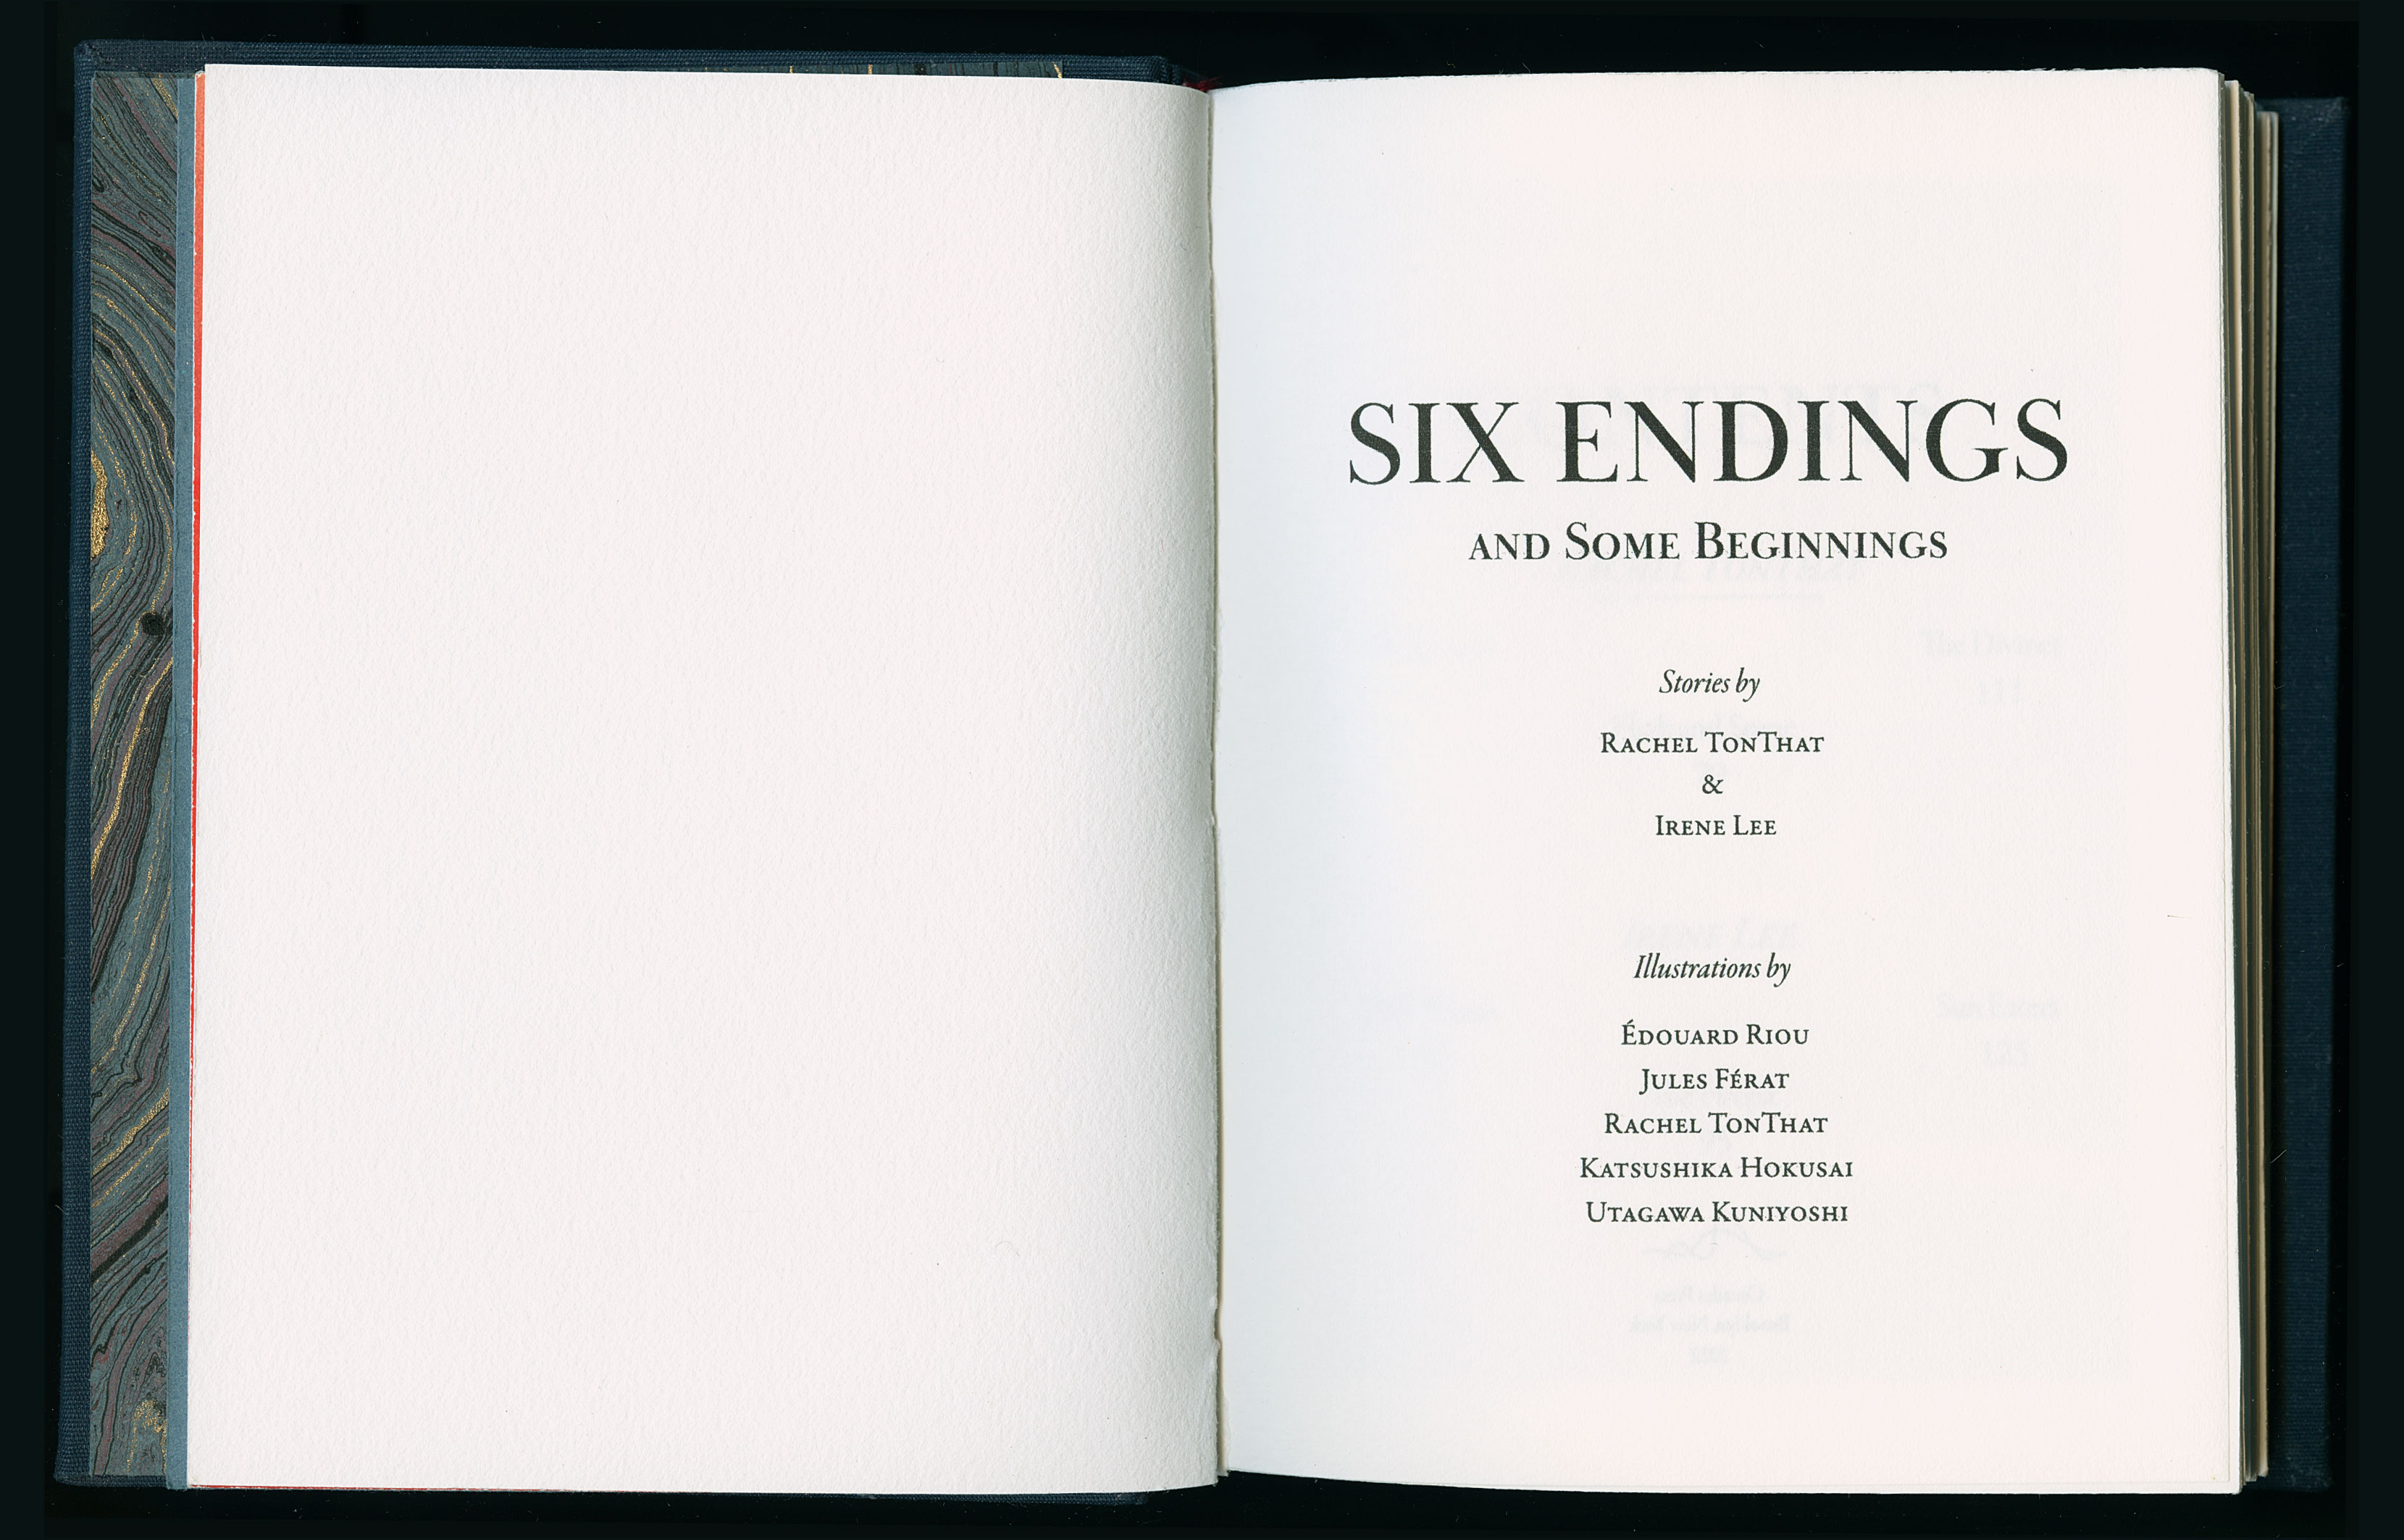 SIX ENDINGS
AND SOME BEGINNINGS
Stories by
RACHEL TONTHAT
&
IRENE LEE
Illustrations by
ÉDOUARD RIOU
JULES FÉRAT
RACHEL TONTHAT
KATSUSHIKA HOKUSAI
UTAGAWA KUNIYOSHI